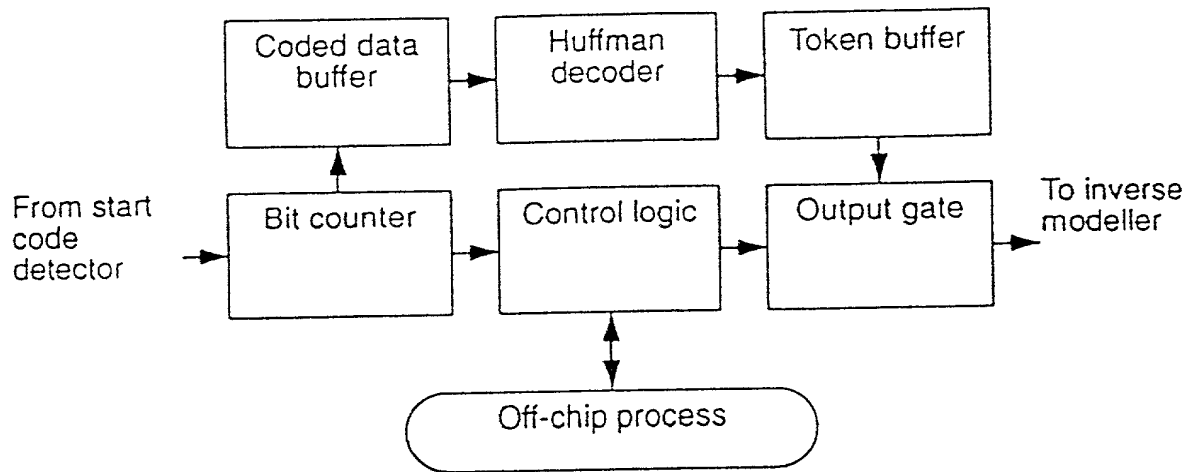 Coded data
buffer
Huffman
decoder
Token buffer
From start
code
detector
Bit counter
Control logic
Output gate
To inverse
modeller
Off-chip process